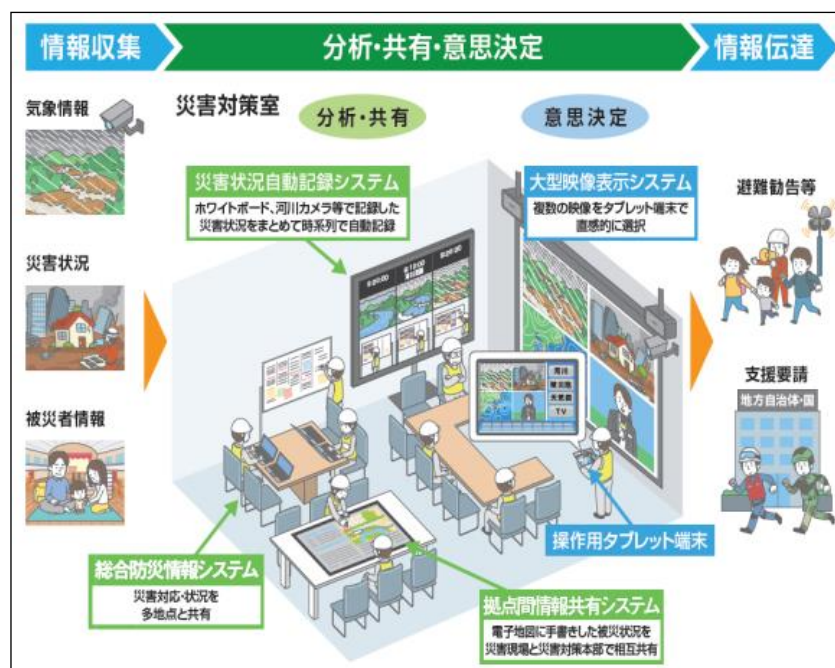 情報収集
分析・共有・意思決定
情報伝達
気象情報
災害状況
被災者情報
災害対策室
分析・共有
意思決定
災害状況自動記録システム
ホワイトボード、河川カメラ等で記録した
災害状況をまとめて時系列で自動記録
大型映像表示システム
複数の映像をタブレット端末で
直感的に選択
河川
天気図
TV
総合防災情報システム
災害対応・状況を
多地点と共有
操作用タブレット端末
拠点間情報共有システム
電子地図に手書きした被災状況を
災害現場と災害対策本部で相互共有
避難勧告等
支援要請
地方自治体・国